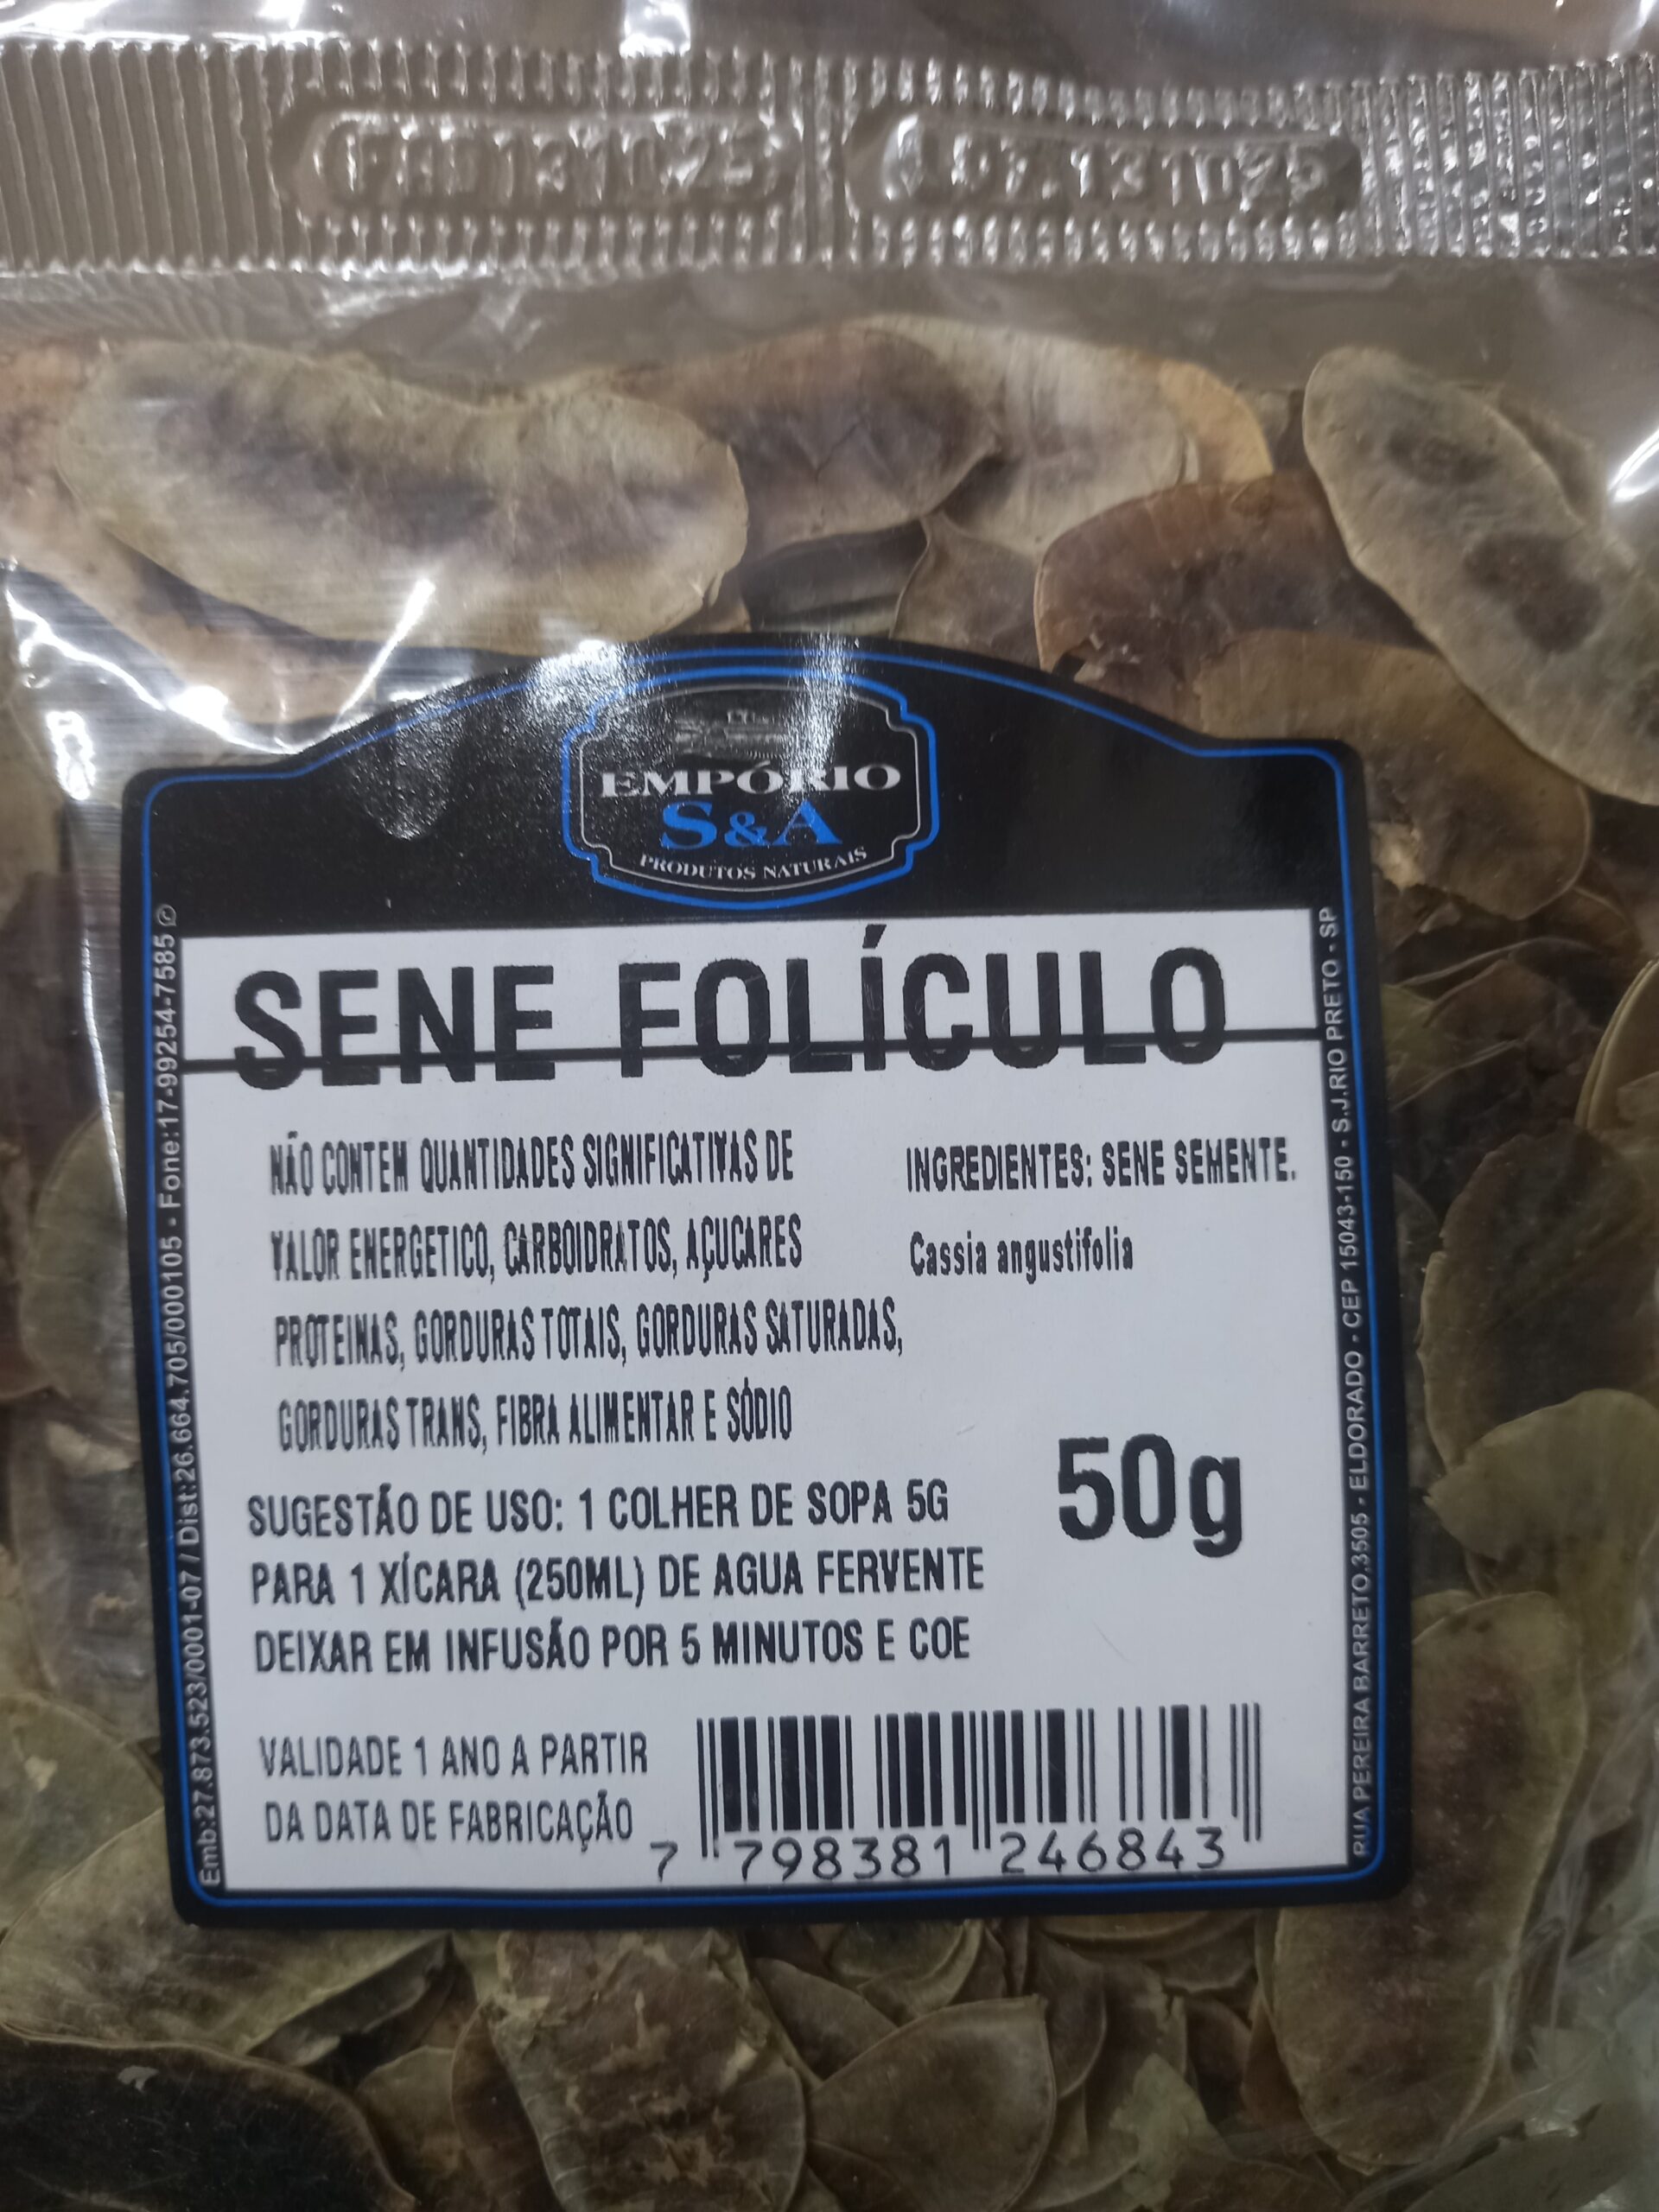 FAB131025 LOT.131025
EMPÓRIO
S&A
PRODUTOS NATURAIS
SENE FOLÍCULO
NÃO CONTEM QUANTIDADES SIGNIFICATIVAS DE
VALOR ENERGETICO, CARBOIDRATOS, AÇUCARES
PROTEINAS, GORDURAS TOTAIS, GORDURAS SATURADAS,
GORDURAS TRANS, FIBRA ALIMENTAR E SÓDIO
INGREDIENTES: SENE SEMENTE.
Cassia angustifolia
SUGESTÃO DE USO: 1 COLHER DE SOPA 5G
PARA 1 XÍCARA (250ML) DE AGUA FERVENTE
DEIXAR EM INFUSÃO POR 5 MINUTOS E COE
50g
VALIDADE 1 ANO A PARTIR
DA DATA DE FABRICAÇÃO
7 798381 246843
Emb:27.873.523/0001-07 / Dist:26.664.705/000105 - Fone:17-99254-7585 ©
RUA PEREIRA BARRETO.3505 - ELDORADO - CEP 15043-150 - S.J.RIO PRETO - SP